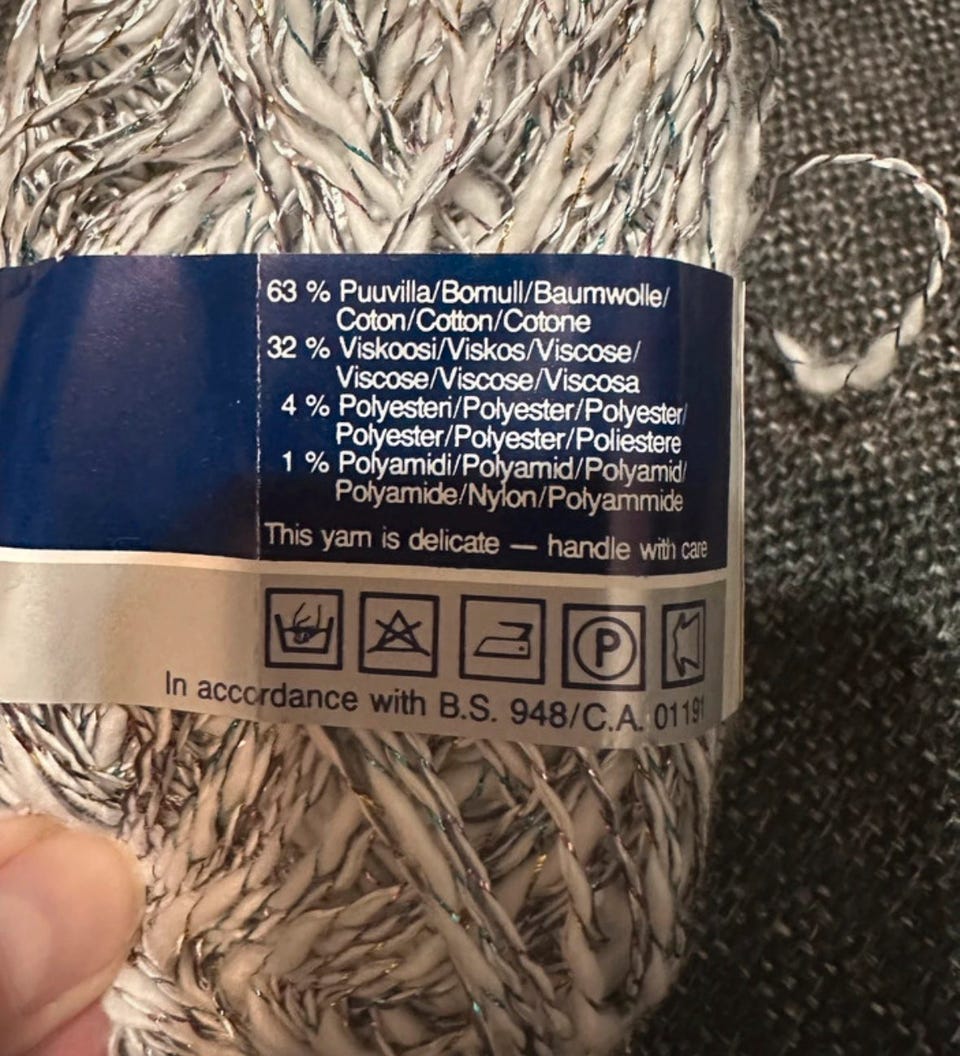 63 % Puuvilla/Bomull/Baumwolle/
Coton/Cotton/Cotone
32 % Viskoosi/Viskos/Viscose/
Viscose/Viscose/Viscosa
4 % Polyesteri/Polyester/Polyester/
Polyester/Polyester/Poliestere
1 % Polyamidi/Polyamid/Polyamid/
Polyamide/Nylon/Polyammide
This yarn is delicate — handle with care
P
In accordance with B.S. 948/C.A. 01191